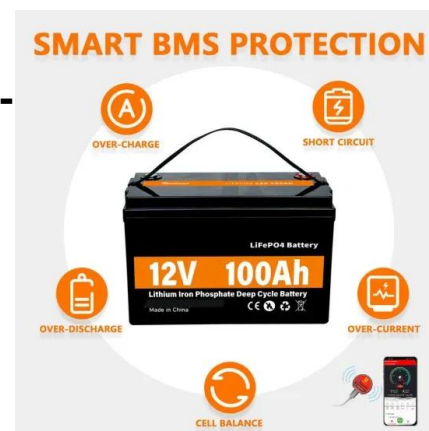 SMART BMS PROTECTION
OVER-CHARGE
SHORT CIRCUIT
LiFePO4 Battery
12V 100Ah
Lithium Iron Phosphate Deep Cycle Battery
Made in China
OVER-DISCHARGE
OVER-CURRENT
CELL BALANCE